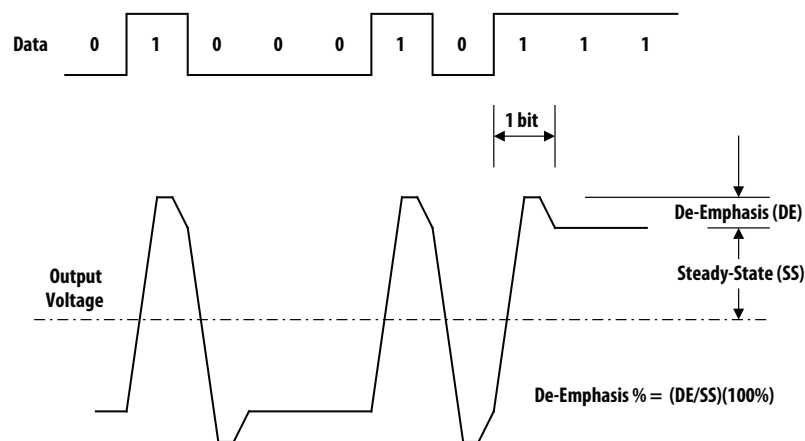 Data 0 1 0 0 0 1 0 1 1 1
1 bit
De-Emphasis (DE)
Output
Voltage
Steady-State (SS)
De-Emphasis % = (DE/SS)(100%)